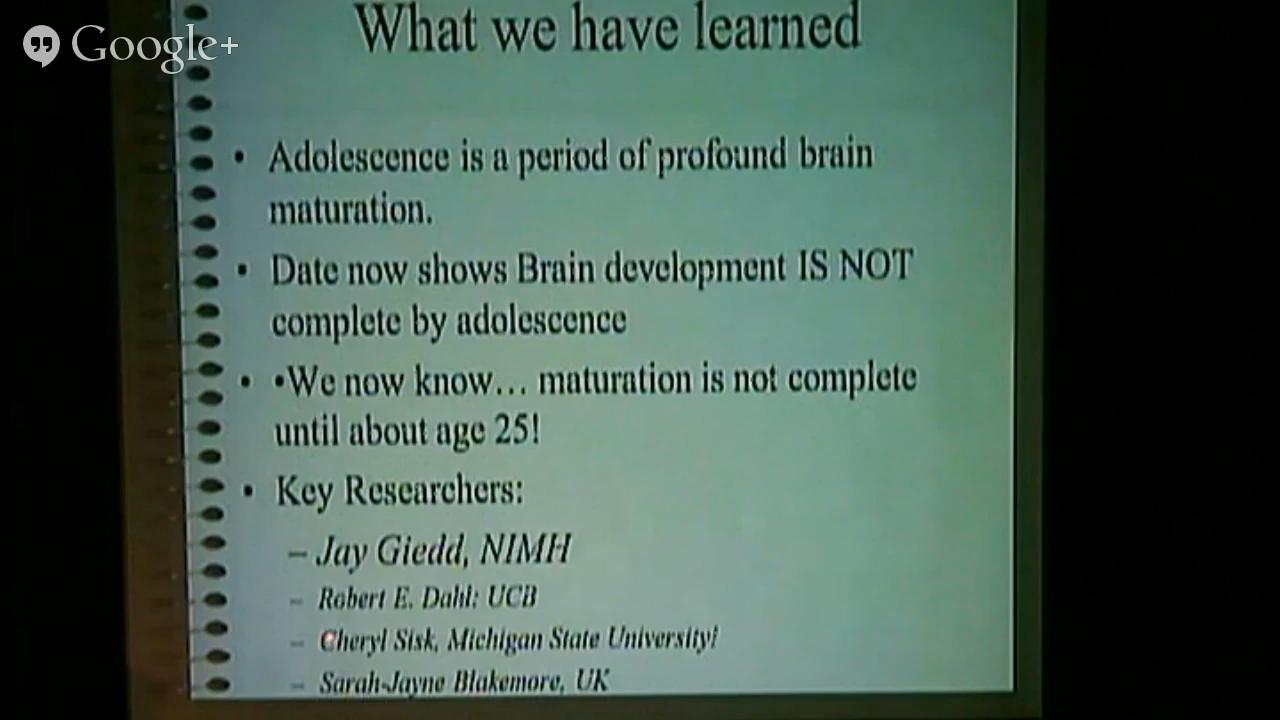 Google+
What we have learned
• Adolescence is a period of profound brain
maturation.
• Date now shows Brain development IS NOT
complete by adolescence
• •We now know… maturation is not complete
until about age 25!
• Key Researchers:
– Jay Giedd, NIMH
– Robert E. Dahl: UCB
– Cheryl Sisk, Michigan State University!
– Sarah-Jayne Blakemore, UK